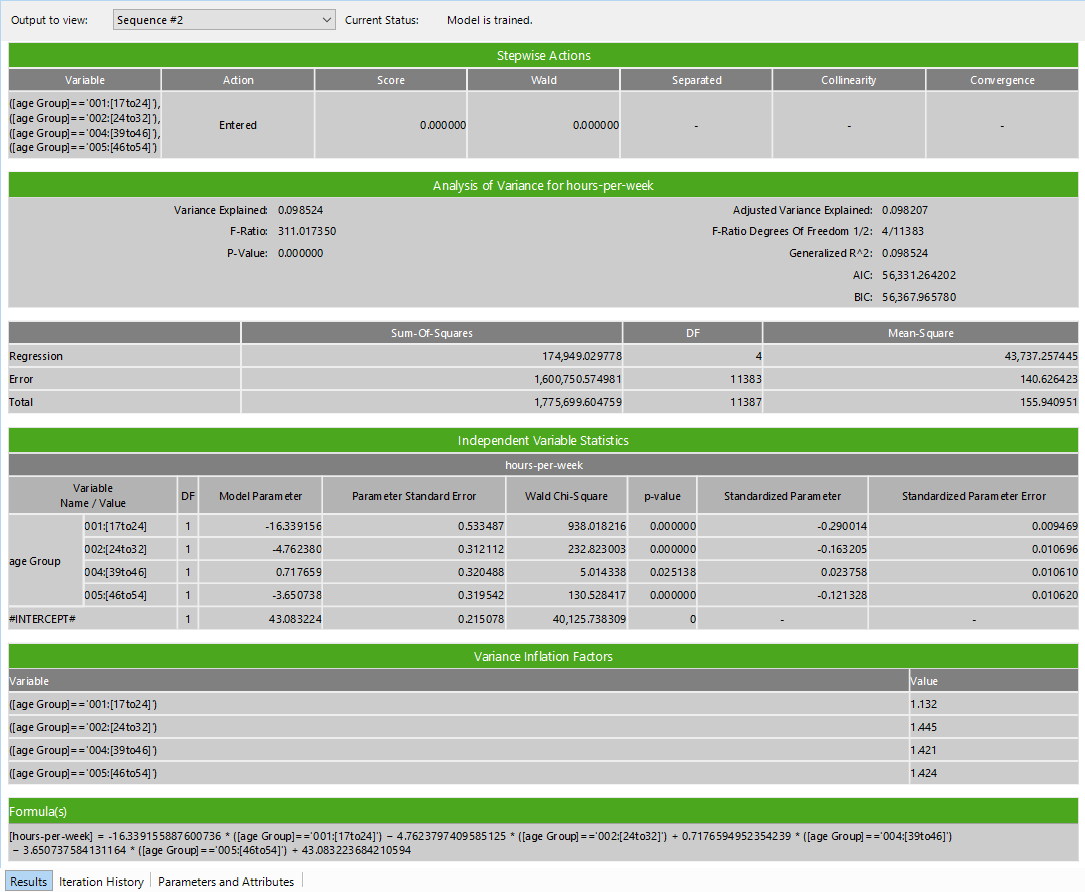 Output to view: Sequence #2 Current Status: Model is trained.
Stepwise Actions
Variable Action Score Wald Separated Collinearity Convergence
([age Group]=='001:[17to24]'),
([age Group]=='002:[24to32]'),
([age Group]=='004:[39to46]'),
([age Group]=='005:[46to54]') Entered 0.000000 0.000000 - - -
Analysis of Variance for hours-per-week
Variance Explained: 0.098524 Adjusted Variance Explained: 0.098207
F-Ratio: 311.017350 F-Ratio Degrees Of Freedom 1/2: 4/11383
P-Value: 0.000000 Generalized R^2: 0.098524
AIC: 56,331.264202
BIC: 56,367.965780
Sum-Of-Squares DF Mean-Square
Regression 174,949.029778 4 43,737.257445
Error 1,600,750.574981 11383 140.626423
Total 1,775,699.604759 11387 155.940951
Independent Variable Statistics
hours-per-week
Variable
Name / Value DF Model Parameter Parameter Standard Error Wald Chi-Square p-value Standardized Parameter Standardized Parameter Error
age Group 001:[17to24] 1 -16.339156 0.533487 938.018216 0.000000 -0.290014 0.009469
002:[24to32] 1 -4.762380 0.312112 232.823003 0.000000 -0.163205 0.010696
004:[39to46] 1 0.717659 0.320488 5.014338 0.025138 0.023758 0.010610
005:[46to54] 1 -3.650738 0.319542 130.528417 0.000000 -0.121328 0.010620
#INTERCEPT# 1 43.083224 0.215078 40,125.738309 0 - -
Variance Inflation Factors
Variable Value
([age Group]=='001:[17to24]') 1.132
([age Group]=='002:[24to32]') 1.445
([age Group]=='004:[39to46]') 1.421
([age Group]=='005:[46to54]') 1.424
Formula(s)
[hours-per-week] = -16.339155887600736 * ([age Group]=='001:[17to24]') − 4.7623797409585125 * ([age Group]=='002:[24to32]') + 0.7176594952354239 * ([age Group]=='004:[39to46]')
− 3.650737584131164 * ([age Group]=='005:[46to54]') + 43.083223684210594
Results Iteration History Parameters and Attributes